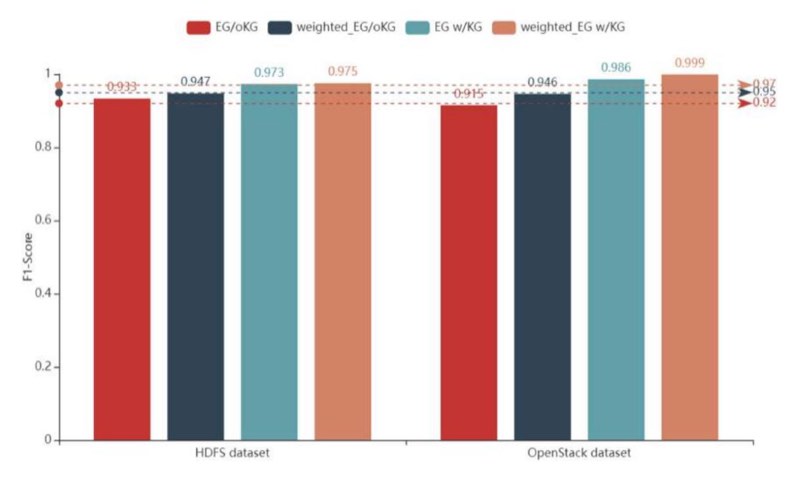 EG/oKG weighted_EG/oKG EG w/KG weighted_EG w/KG
0.933 0.947 0.973 0.975 0.915 0.946 0.986 0.999
0.97
0.95
0.92
1
0.8
0.6
0.4
0.2
0
F1-Score
HDFS dataset OpenStack dataset